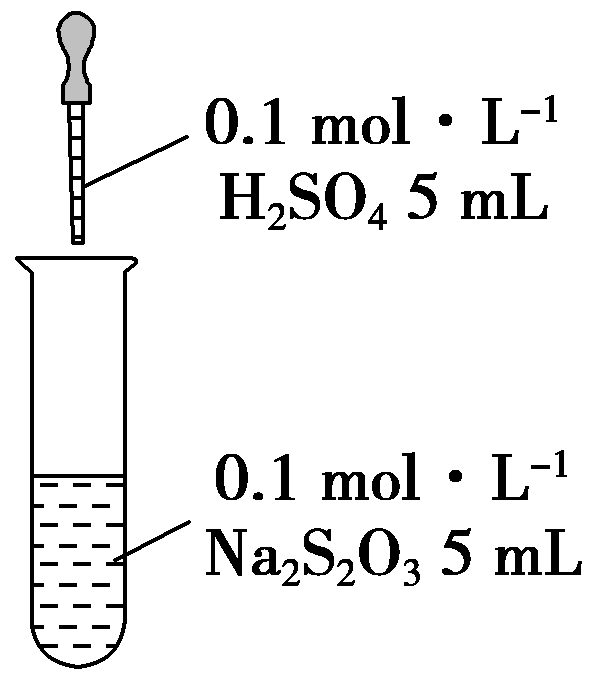 0.1 mol · L⁻¹
H₂SO₄ 5 mL
0.1 mol · L⁻¹
Na₂S₂O₃ 5 mL